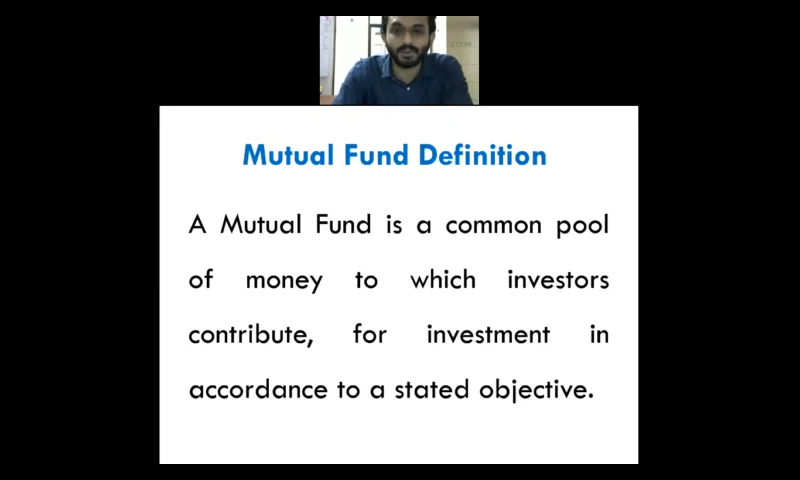 Mutual Fund Definition
A Mutual Fund is a common pool
of money to which investors
contribute, for investment in
accordance to a stated objective.